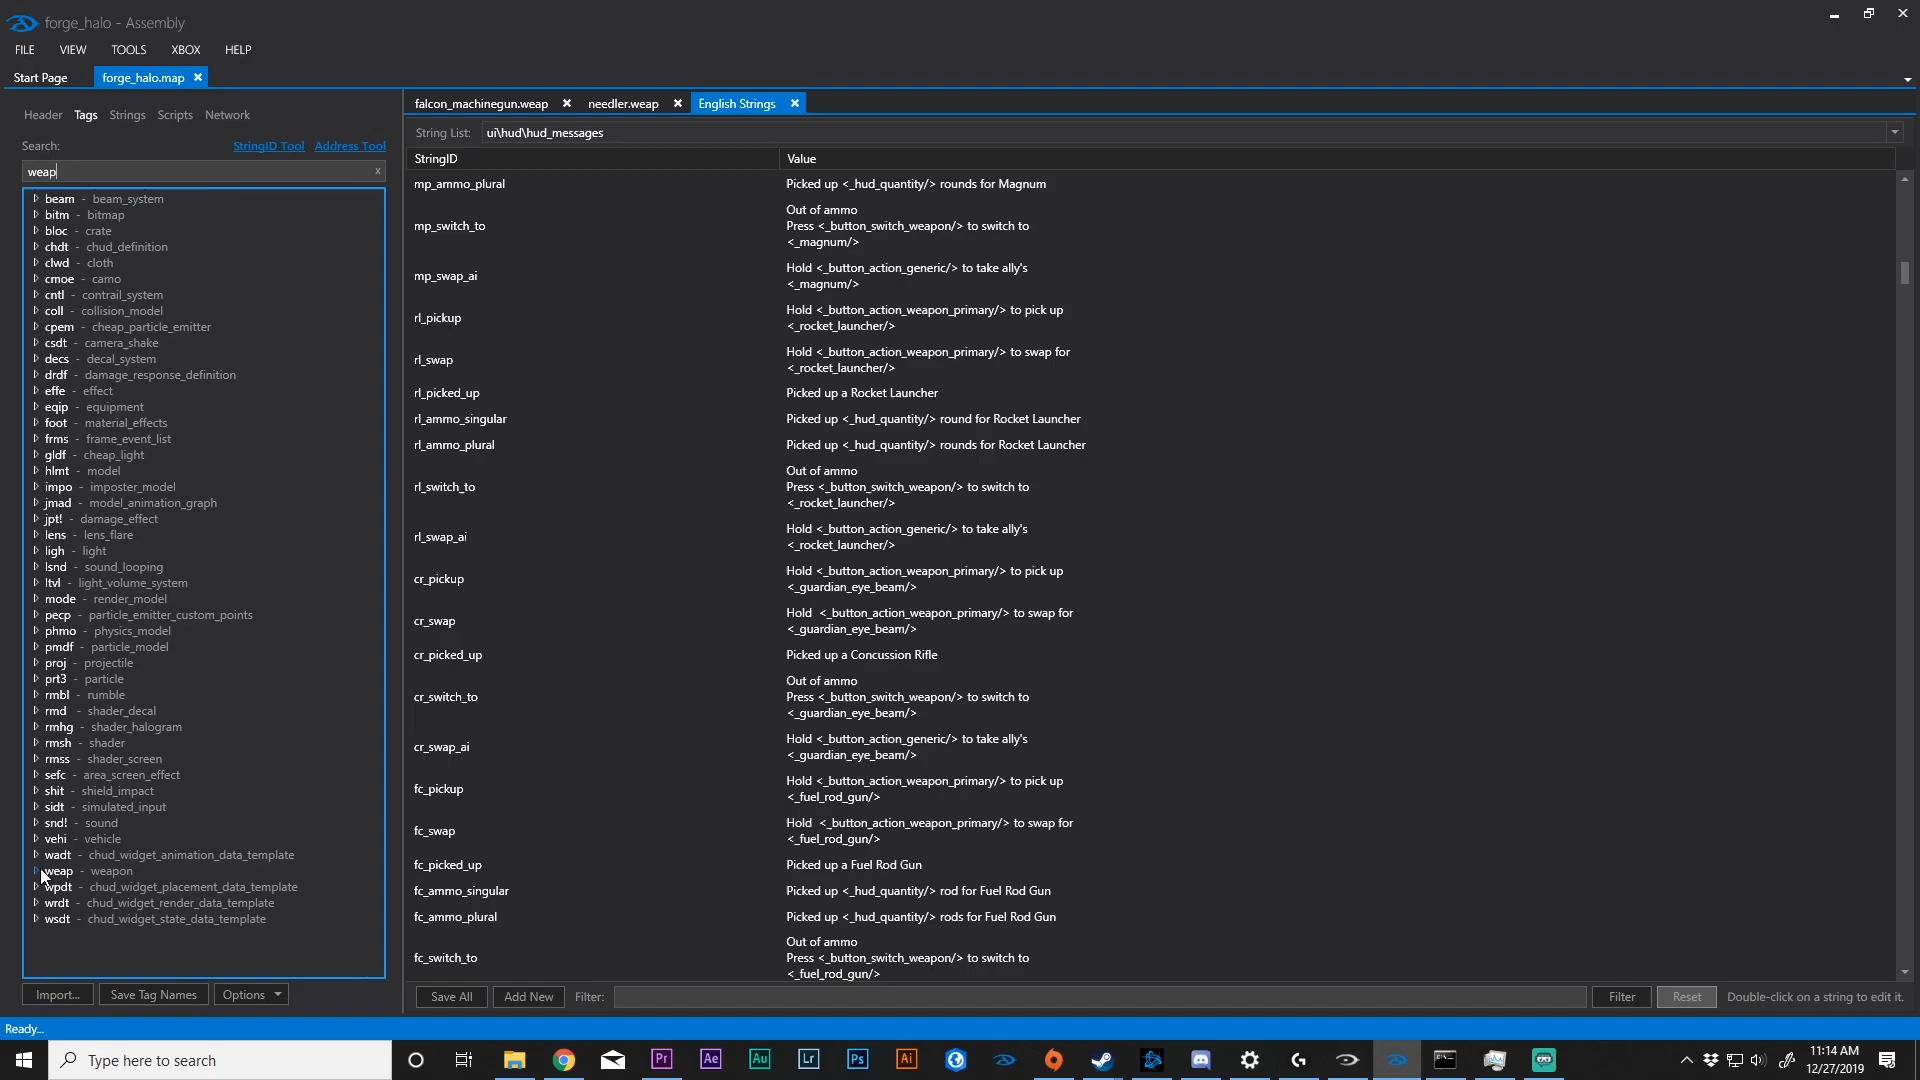 forge_halo - Assembly
FILE VIEW TOOLS XBOX HELP
Start Page forge_halo.map
Header Tags Strings Scripts Network
Search: StringID Tool Address Tool
weap x
beam - beam_system
bitm - bitmap
bloc - crate
chdt - chud_definition
clwd - cloth
cmoe - camo
cntl - contrail_system
coll - collision_model
cpem - cheap_particle_emitter
csdt - camera_shake
decs - decal_system
drdf - damage_response_definition
effe - effect
eqip - equipment
foot - material_effects
frms - frame_event_list
gldf - cheap_light
hlmt - model
impo - imposter_model
jmad - model_animation_graph
jpt! - damage_effect
lens - lens_flare
ligh - light
lsnd - sound_looping
ltvl - light_volume_system
mode - render_model
pecp - particle_emitter_custom_points
phmo - physics_model
pmdf - particle_model
proj - projectile
prt3 - particle
rmbl - rumble
rmd - shader_decal
rmhg - shader_halogram
rmsh - shader
rmss - shader_screen
sefc - area_screen_effect
shit - shield_impact
sidt - simulated_input
snd! - sound
vehi - vehicle
wadt - chud_widget_animation_data_template
weap - weapon
wpdt - chud_widget_placement_data_template
wrdt - chud_widget_render_data_template
wsdt - chud_widget_state_data_template
Import... Save Tag Names Options
falcon_machinegun.weap needler.weap English Strings
String List: ui\hud\hud_messages
StringID Value
mp_ammo_plural Picked up <_hud_quantity/> rounds for Magnum
Out of ammo
mp_switch_to Press <_button_switch_weapon/> to switch to
<_magnum/>
mp_swap_ai Hold <_button_action_generic/> to take ally's
<_magnum/>
rl_pickup Hold <_button_action_weapon_primary/> to pick up
<_rocket_launcher/>
rl_swap Hold <_button_action_weapon_primary/> to swap for
<_rocket_launcher/>
rl_picked_up Picked up a Rocket Launcher
rl_ammo_singular Picked up <_hud_quantity/> round for Rocket Launcher
rl_ammo_plural Picked up <_hud_quantity/> rounds for Rocket Launcher
Out of ammo
rl_switch_to Press <_button_switch_weapon/> to switch to
<_rocket_launcher/>
rl_swap_ai Hold <_button_action_generic/> to take ally's
<_rocket_launcher/>
cr_pickup Hold <_button_action_weapon_primary/> to pick up
<_guardian_eye_beam/>
cr_swap Hold  <_button_action_weapon_primary/> to swap for
<_guardian_eye_beam/>
cr_picked_up Picked up a Concussion Rifle
Out of ammo
cr_switch_to Press <_button_switch_weapon/> to switch to
<_guardian_eye_beam/>
cr_swap_ai Hold <_button_action_generic/> to take ally's
<_guardian_eye_beam/>
fc_pickup Hold <_button_action_weapon_primary/> to pick up
<_fuel_rod_gun/>
fc_swap Hold  <_button_action_weapon_primary/> to swap for
<_fuel_rod_gun/>
fc_picked_up Picked up a Fuel Rod Gun
fc_ammo_singular Picked up <_hud_quantity/> rod for Fuel Rod Gun
fc_ammo_plural Picked up <_hud_quantity/> rods for Fuel Rod Gun
Out of ammo
fc_switch_to Press <_button_switch_weapon/> to switch to
<_fuel_rod_gun/>
Save All Add New Filter: Filter Reset Double-click on a string to edit it.
Ready...
Type here to search Pr Ae Au Lr Ps Ai 11:14 AM
12/27/2019